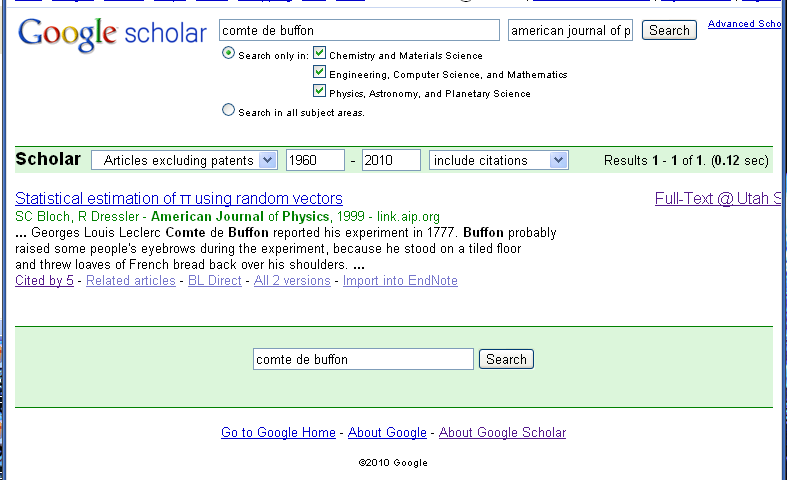 Google scholar comte de buffon american journal of p Search Advanced Scho
Search only in: Chemistry and Materials Science
Engineering, Computer Science, and Mathematics
Physics, Astronomy, and Planetary Science
Search in all subject areas.
Scholar Articles excluding patents 1960 - 2010 include citations Results 1 - 1 of 1. (0.12 sec)
Statistical estimation of π using random vectors Full-Text @ Utah S
SC Bloch, R Dressler - American Journal of Physics, 1999 - link.aip.org
... Georges Louis Leclerc Comte de Buffon reported his experiment in 1777. Buffon probably
raised some people's eyebrows during the experiment, because he stood on a tiled floor
and threw loaves of French bread back over his shoulders. ...
Cited by 5 - Related articles - BL Direct - All 2 versions - Import into EndNote
comte de buffon Search
Go to Google Home - About Google - About Google Scholar
©2010 Google